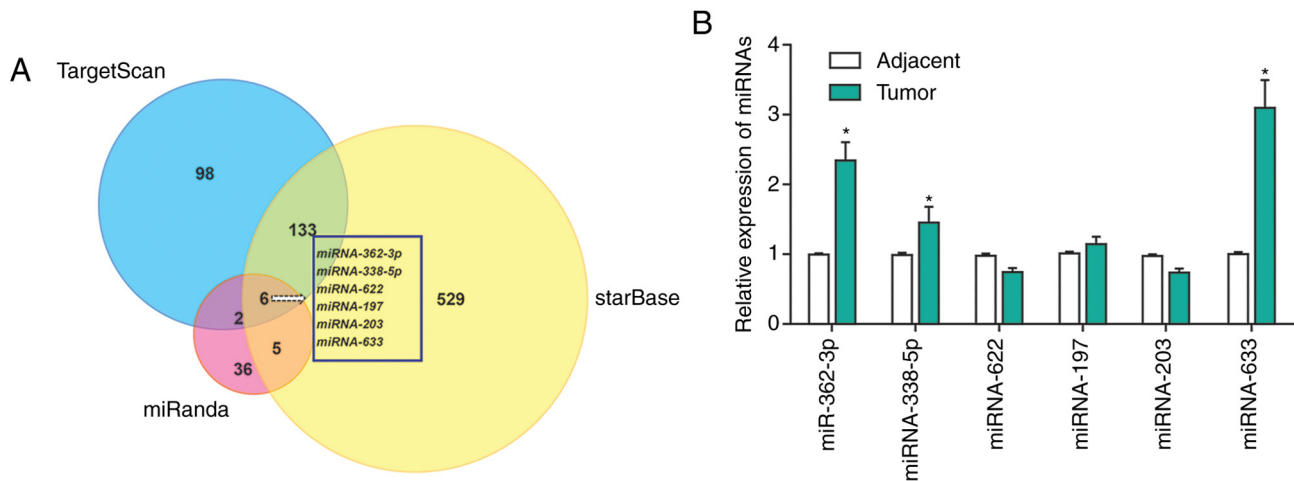 A
TargetScan
98
133
miRNA-362-3p
miRNA-338-5p
miRNA-622
miRNA-197
miRNA-203
miRNA-633
6
2
5
36
529
starBase
miRanda
B
Relative expression of miRNAs
4
3
2
1
0
Adjacent
Tumor
*
*
*
miR-362-3p
miRNA-338-5p
miRNA-622
miRNA-197
miRNA-203
miRNA-633